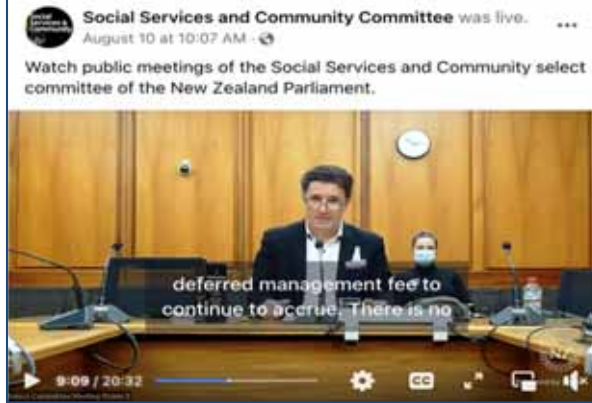 Social Services and Community Committee was live.
August 10 at 10:07 AM ·
Watch public meetings of the Social Services and Community select
committee of the New Zealand Parliament.
deferred management fee to
continue to accrue. There is no
9:09 / 20:32
CC